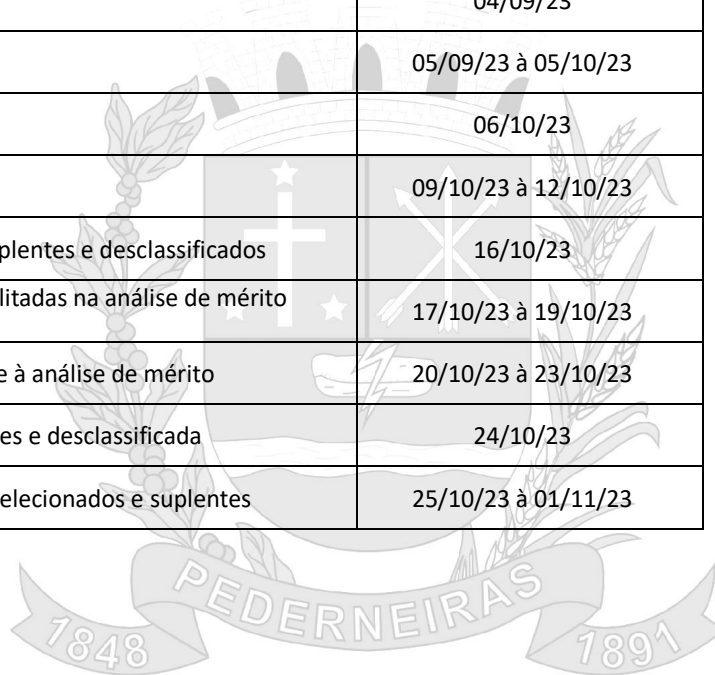 04/09/23
05/09/23 à 05/10/23
06/10/23
09/10/23 à 12/10/23
plentes e desclassificados 16/10/23
litadas na análise de mérito 17/10/23 à 19/10/23
e à análise de mérito 20/10/23 à 23/10/23
es e desclassificada 24/10/23
elecionados e suplentes 25/10/23 à 01/11/23
PEDERNEIRAS
1848 1891